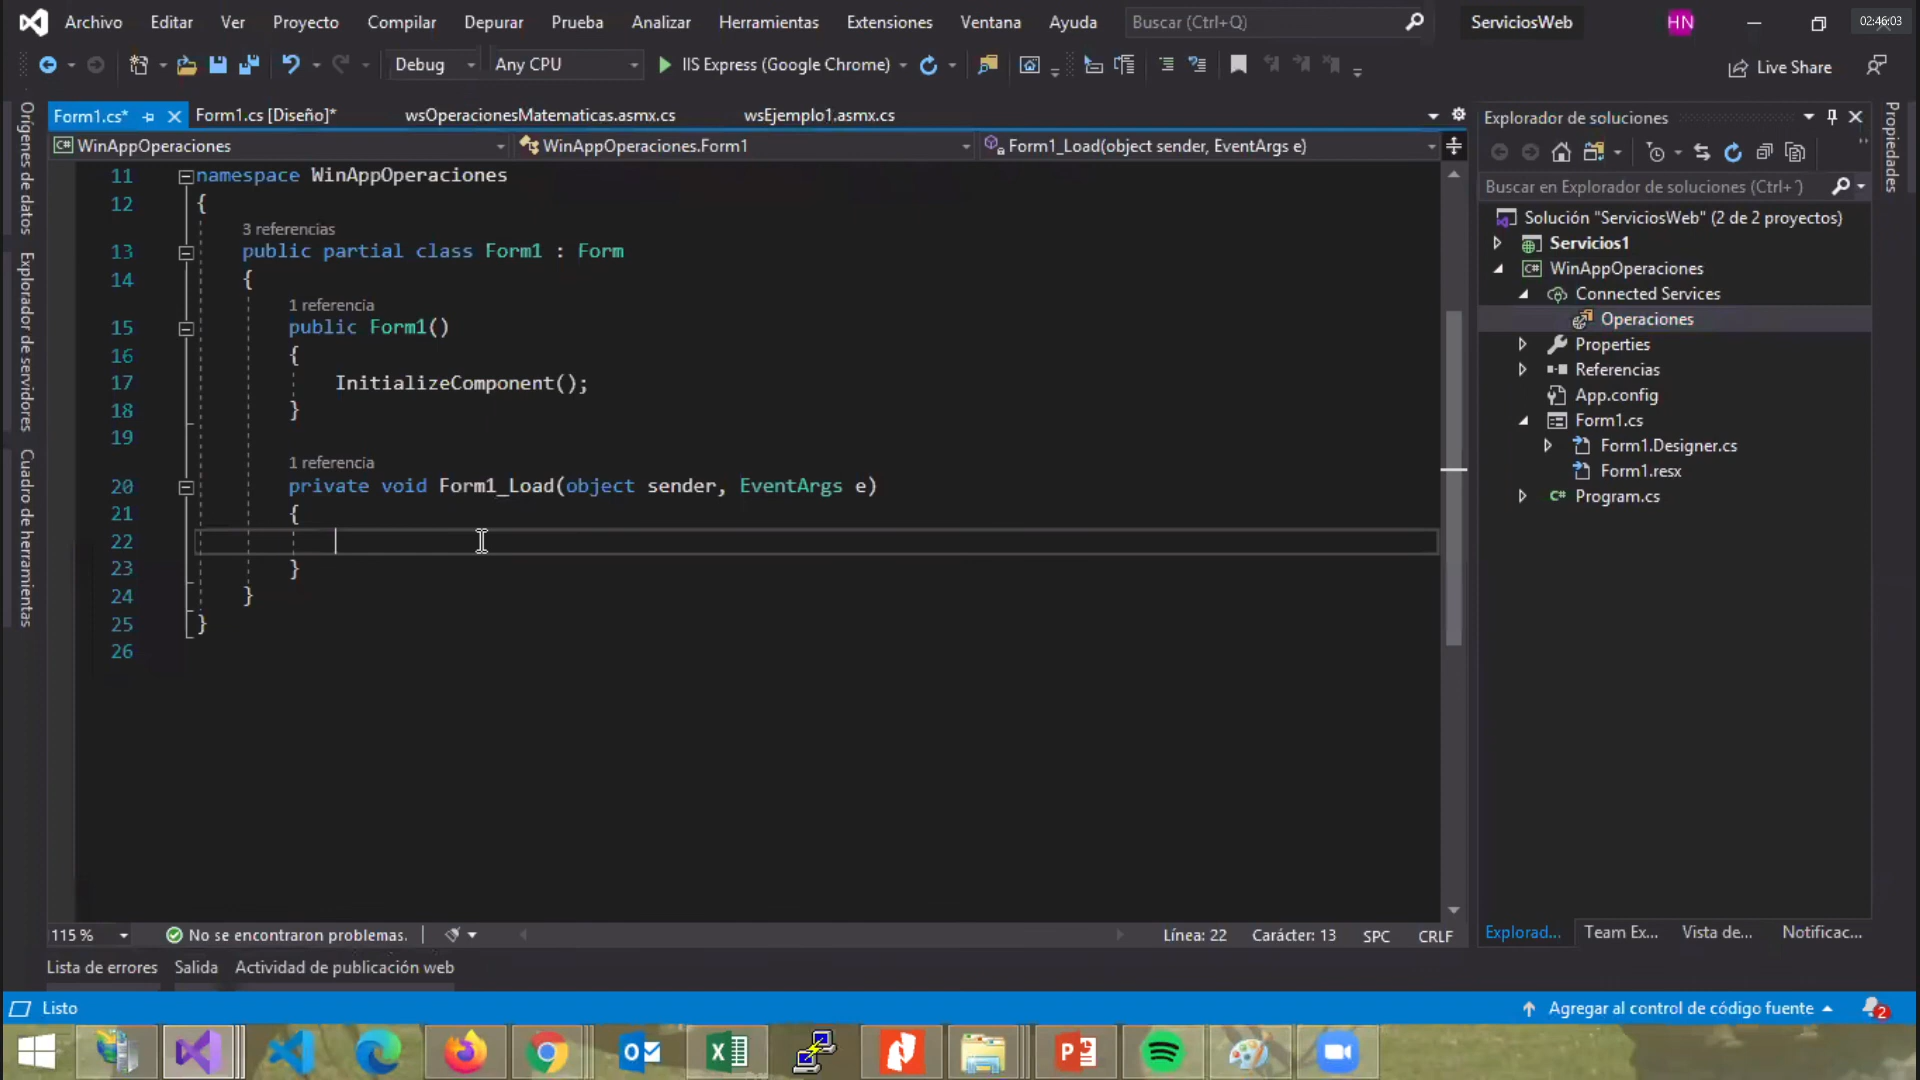 Archivo Editar Ver Proyecto Compilar Depurar Prueba Analizar Herramientas Extensiones Ventana Ayuda Buscar (Ctrl+Q) ServiciosWeb HN 02:46:03
Debug Any CPU IIS Express (Google Chrome) Live Share
Form1.cs* Form1.cs [Diseño]* wsOperacionesMatematicas.asmx.cs wsEjemplo1.asmx.cs
WinAppOperaciones WinAppOperaciones.Form1 Form1_Load(object sender, EventArgs e)
Orígenes de datos
Explorador de servidores
Cuadro de herramientas
11 namespace WinAppOperaciones
12 {
3 referencias
13 public partial class Form1 : Form
14 {
1 referencia
15 public Form1()
16 {
17 InitializeComponent();
18 }
19
1 referencia
20 private void Form1_Load(object sender, EventArgs e)
21 {
22
23 }
24 }
25 }
26
115 % No se encontraron problemas. Línea: 22 Carácter: 13 SPC CRLF
Explorador de soluciones
Buscar en Explorador de soluciones (Ctrl+´)
Solución "ServiciosWeb" (2 de 2 proyectos)
Servicios1
C# WinAppOperaciones
Connected Services
Operaciones
Properties
Referencias
App.config
Form1.cs
Form1.Designer.cs
Form1.resx
C# Program.cs
Explorad... Team Ex... Vista de... Notificac...
Propiedades
Lista de errores Salida Actividad de publicación web
Listo Agregar al control de código fuente 2